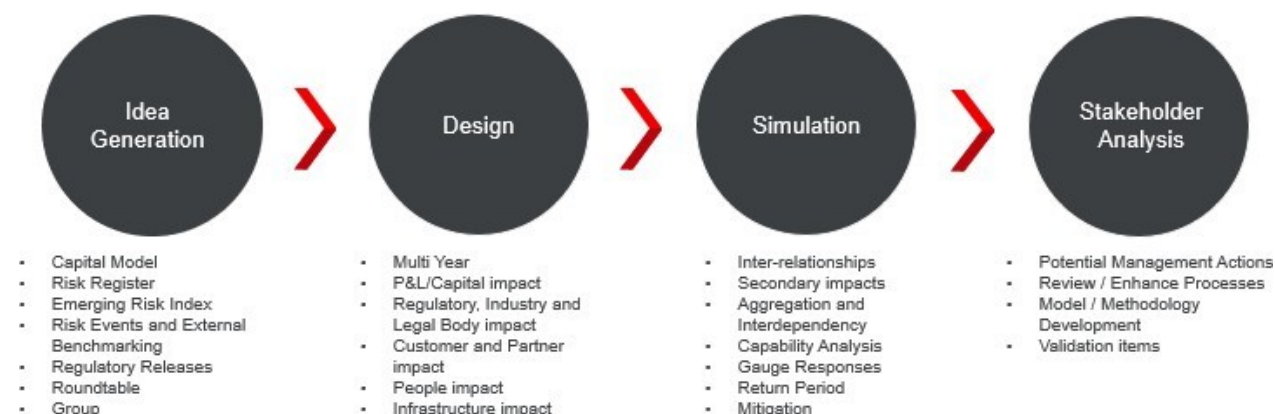 Idea
Generation
Design
Simulation
Stakeholder
Analysis
▪ Capital Model
▪ Risk Register
▪ Emerging Risk Index
▪ Risk Events and External
Benchmarking
▪ Regulatory Releases
▪ Roundtable
▪ Group
▪ Multi Year
▪ P&L/Capital impact
▪ Regulatory, Industry and
Legal Body impact
▪ Customer and Partner
impact
▪ People impact
▪ Infrastructure impact
▪ Inter-relationships
▪ Secondary impacts
▪ Aggregation and
Interdependency
▪ Capability Analysis
▪ Gauge Responses
▪ Return Period
▪ Mitigation
▪ Potential Management Actions
▪ Review / Enhance Processes
▪ Model / Methodology
Development
▪ Validation items